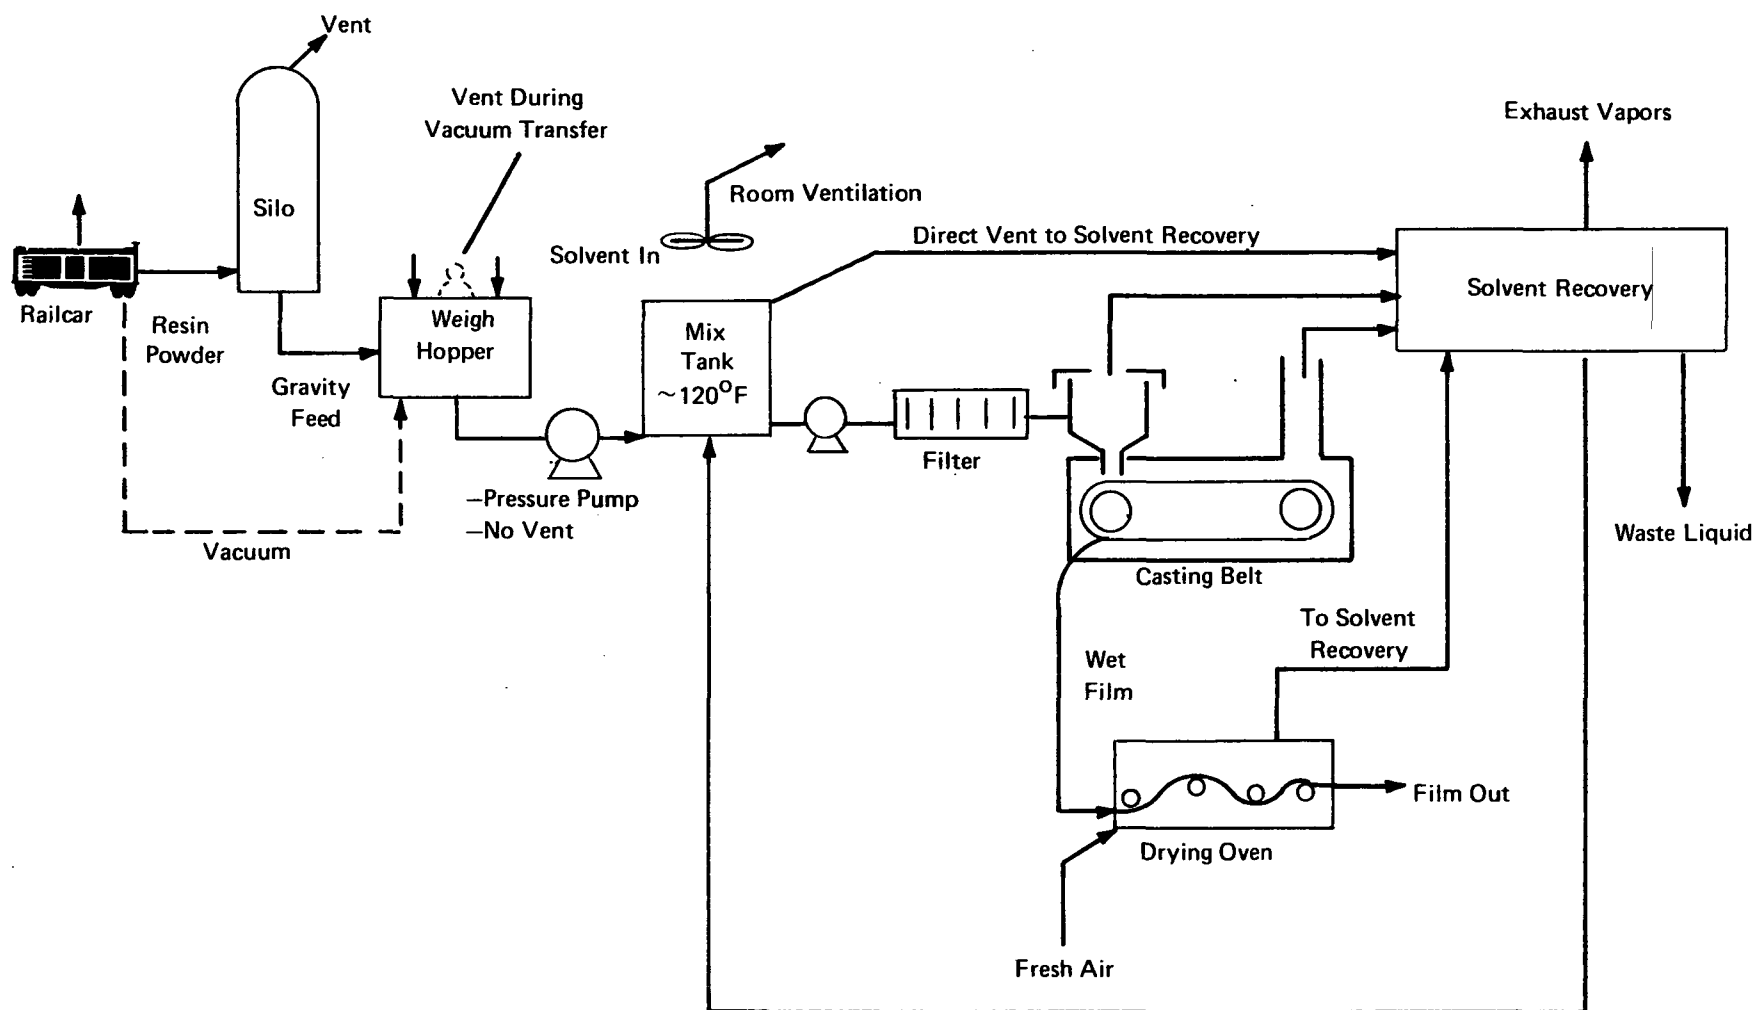 Vent
Vent During
Vacuum Transfer
Exhaust Vapors
Silo
Room Ventilation
Solvent In
Direct Vent to Solvent Recovery
Solvent Recovery
Railcar
Resin
Powder
Weigh
Hopper
Mix
Tank
~120°F
Gravity
Feed
Filter
–Pressure Pump
–No Vent
Vacuum
Waste Liquid
Casting Belt
To Solvent
Recovery
Wet
Film
Film Out
Drying Oven
Fresh Air